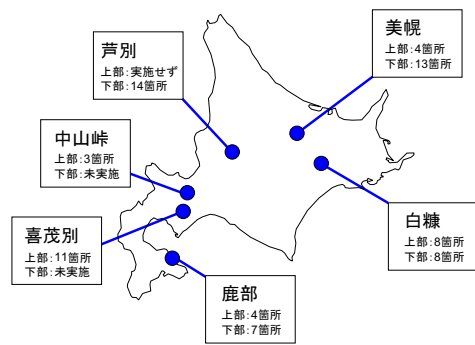 美幌
上部:4箇所
下部:13箇所
芦別
上部:実施せず
下部:14箇所
中山峠
上部:3箇所
下部:未実施
白糠
上部:8箇所
下部:8箇所
喜茂別
上部:11箇所
下部:未実施
鹿部
上部:4箇所
下部:7箇所